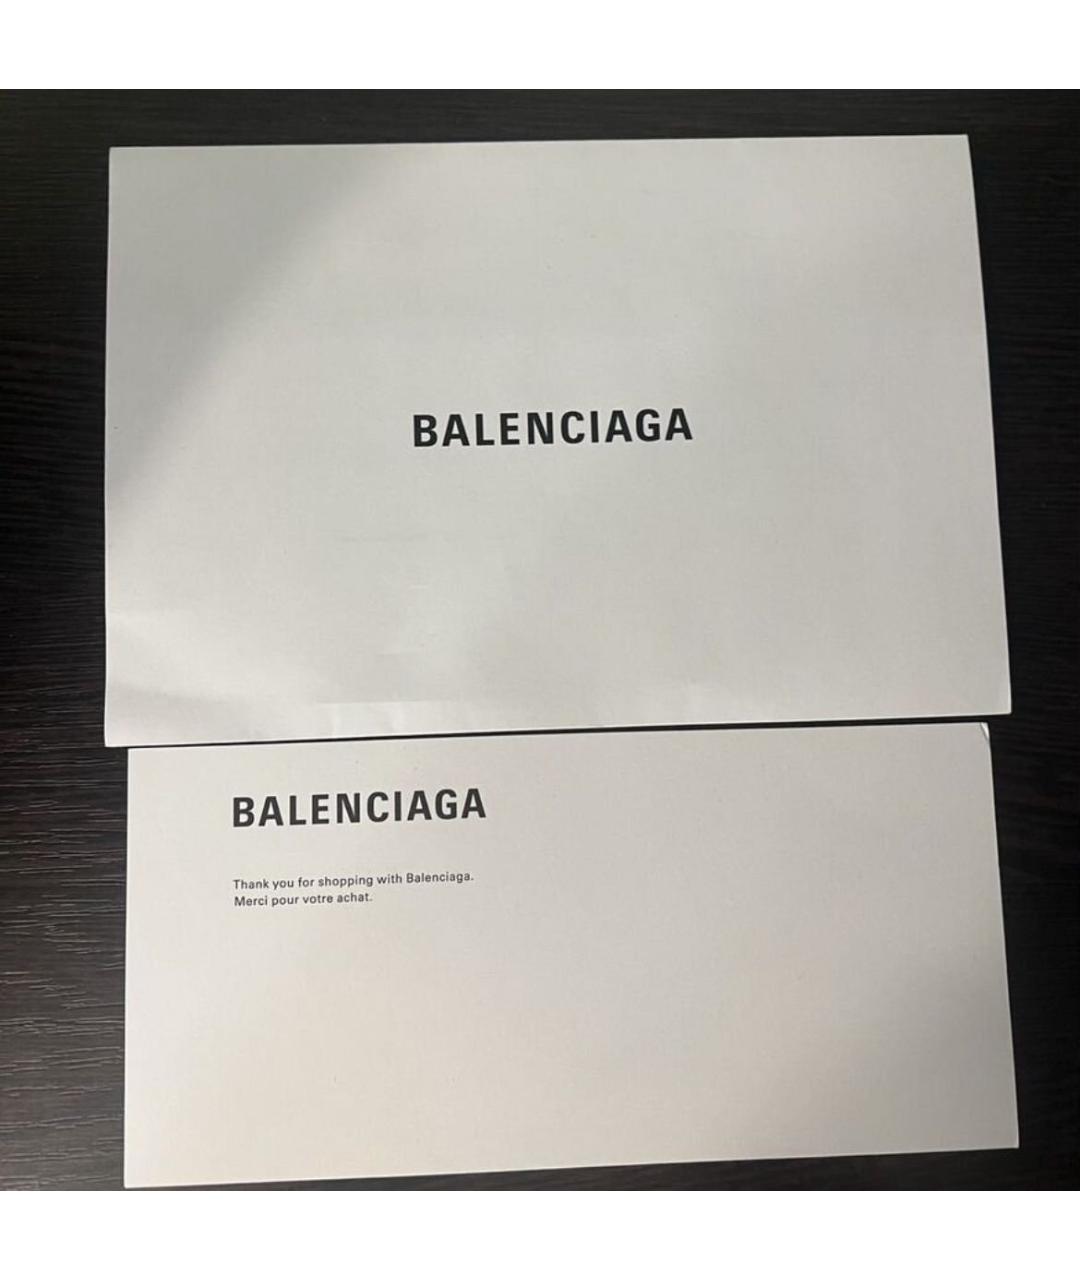 BALENCIAGA
BALENCIAGA
Thank you for shopping with Balenciaga.
Merci pour votre achat.